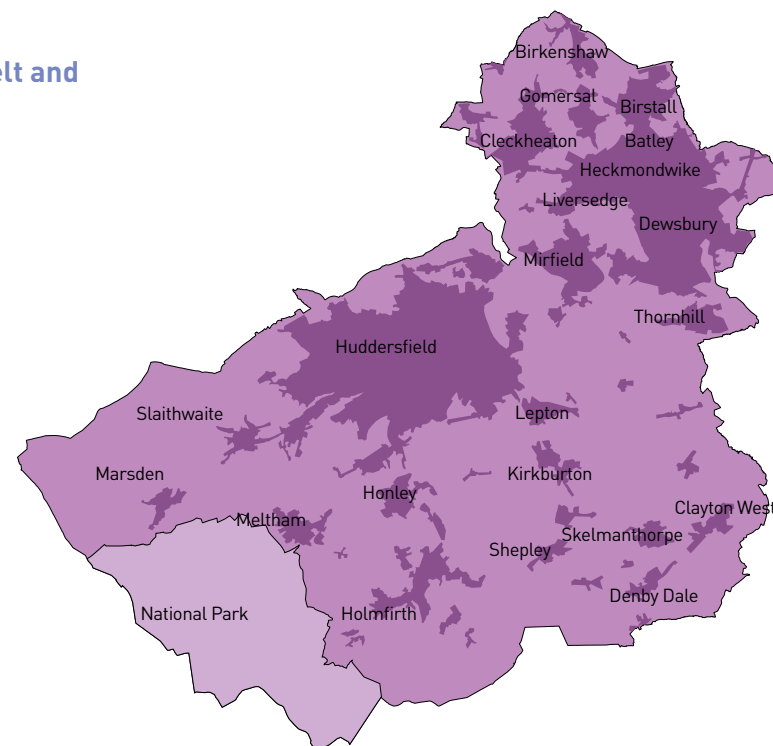 elt and
Birkenshaw
Gomersal
Birstall
Cleckheaton
Batley
Heckmondwike
Liversedge
Dewsbury
Mirfield
Thornhill
Huddersfield
Slaithwaite
Lepton
Marsden
Kirkburton
Honley
Clayton West
Meltham
Skelmanthorpe
Shepley
Denby Dale
National Park
Holmfirth